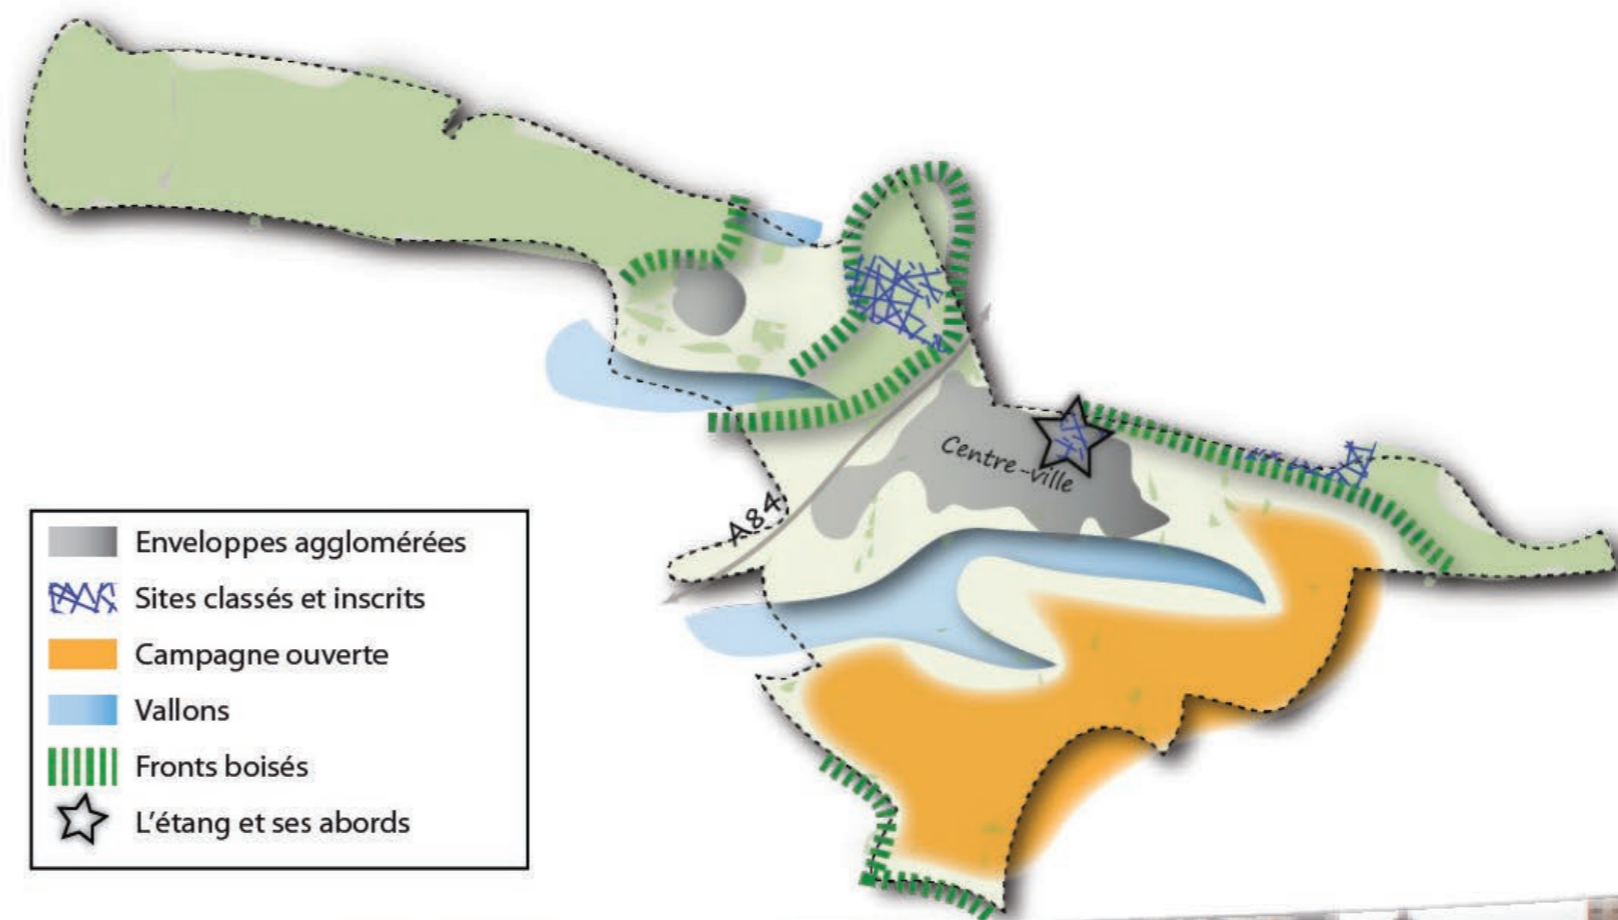 Centre-ville
A84
Enveloppes agglomérées
Sites classés et inscrits
Campagne ouverte
Vallons
Fronts boisés
L'étang et ses abords